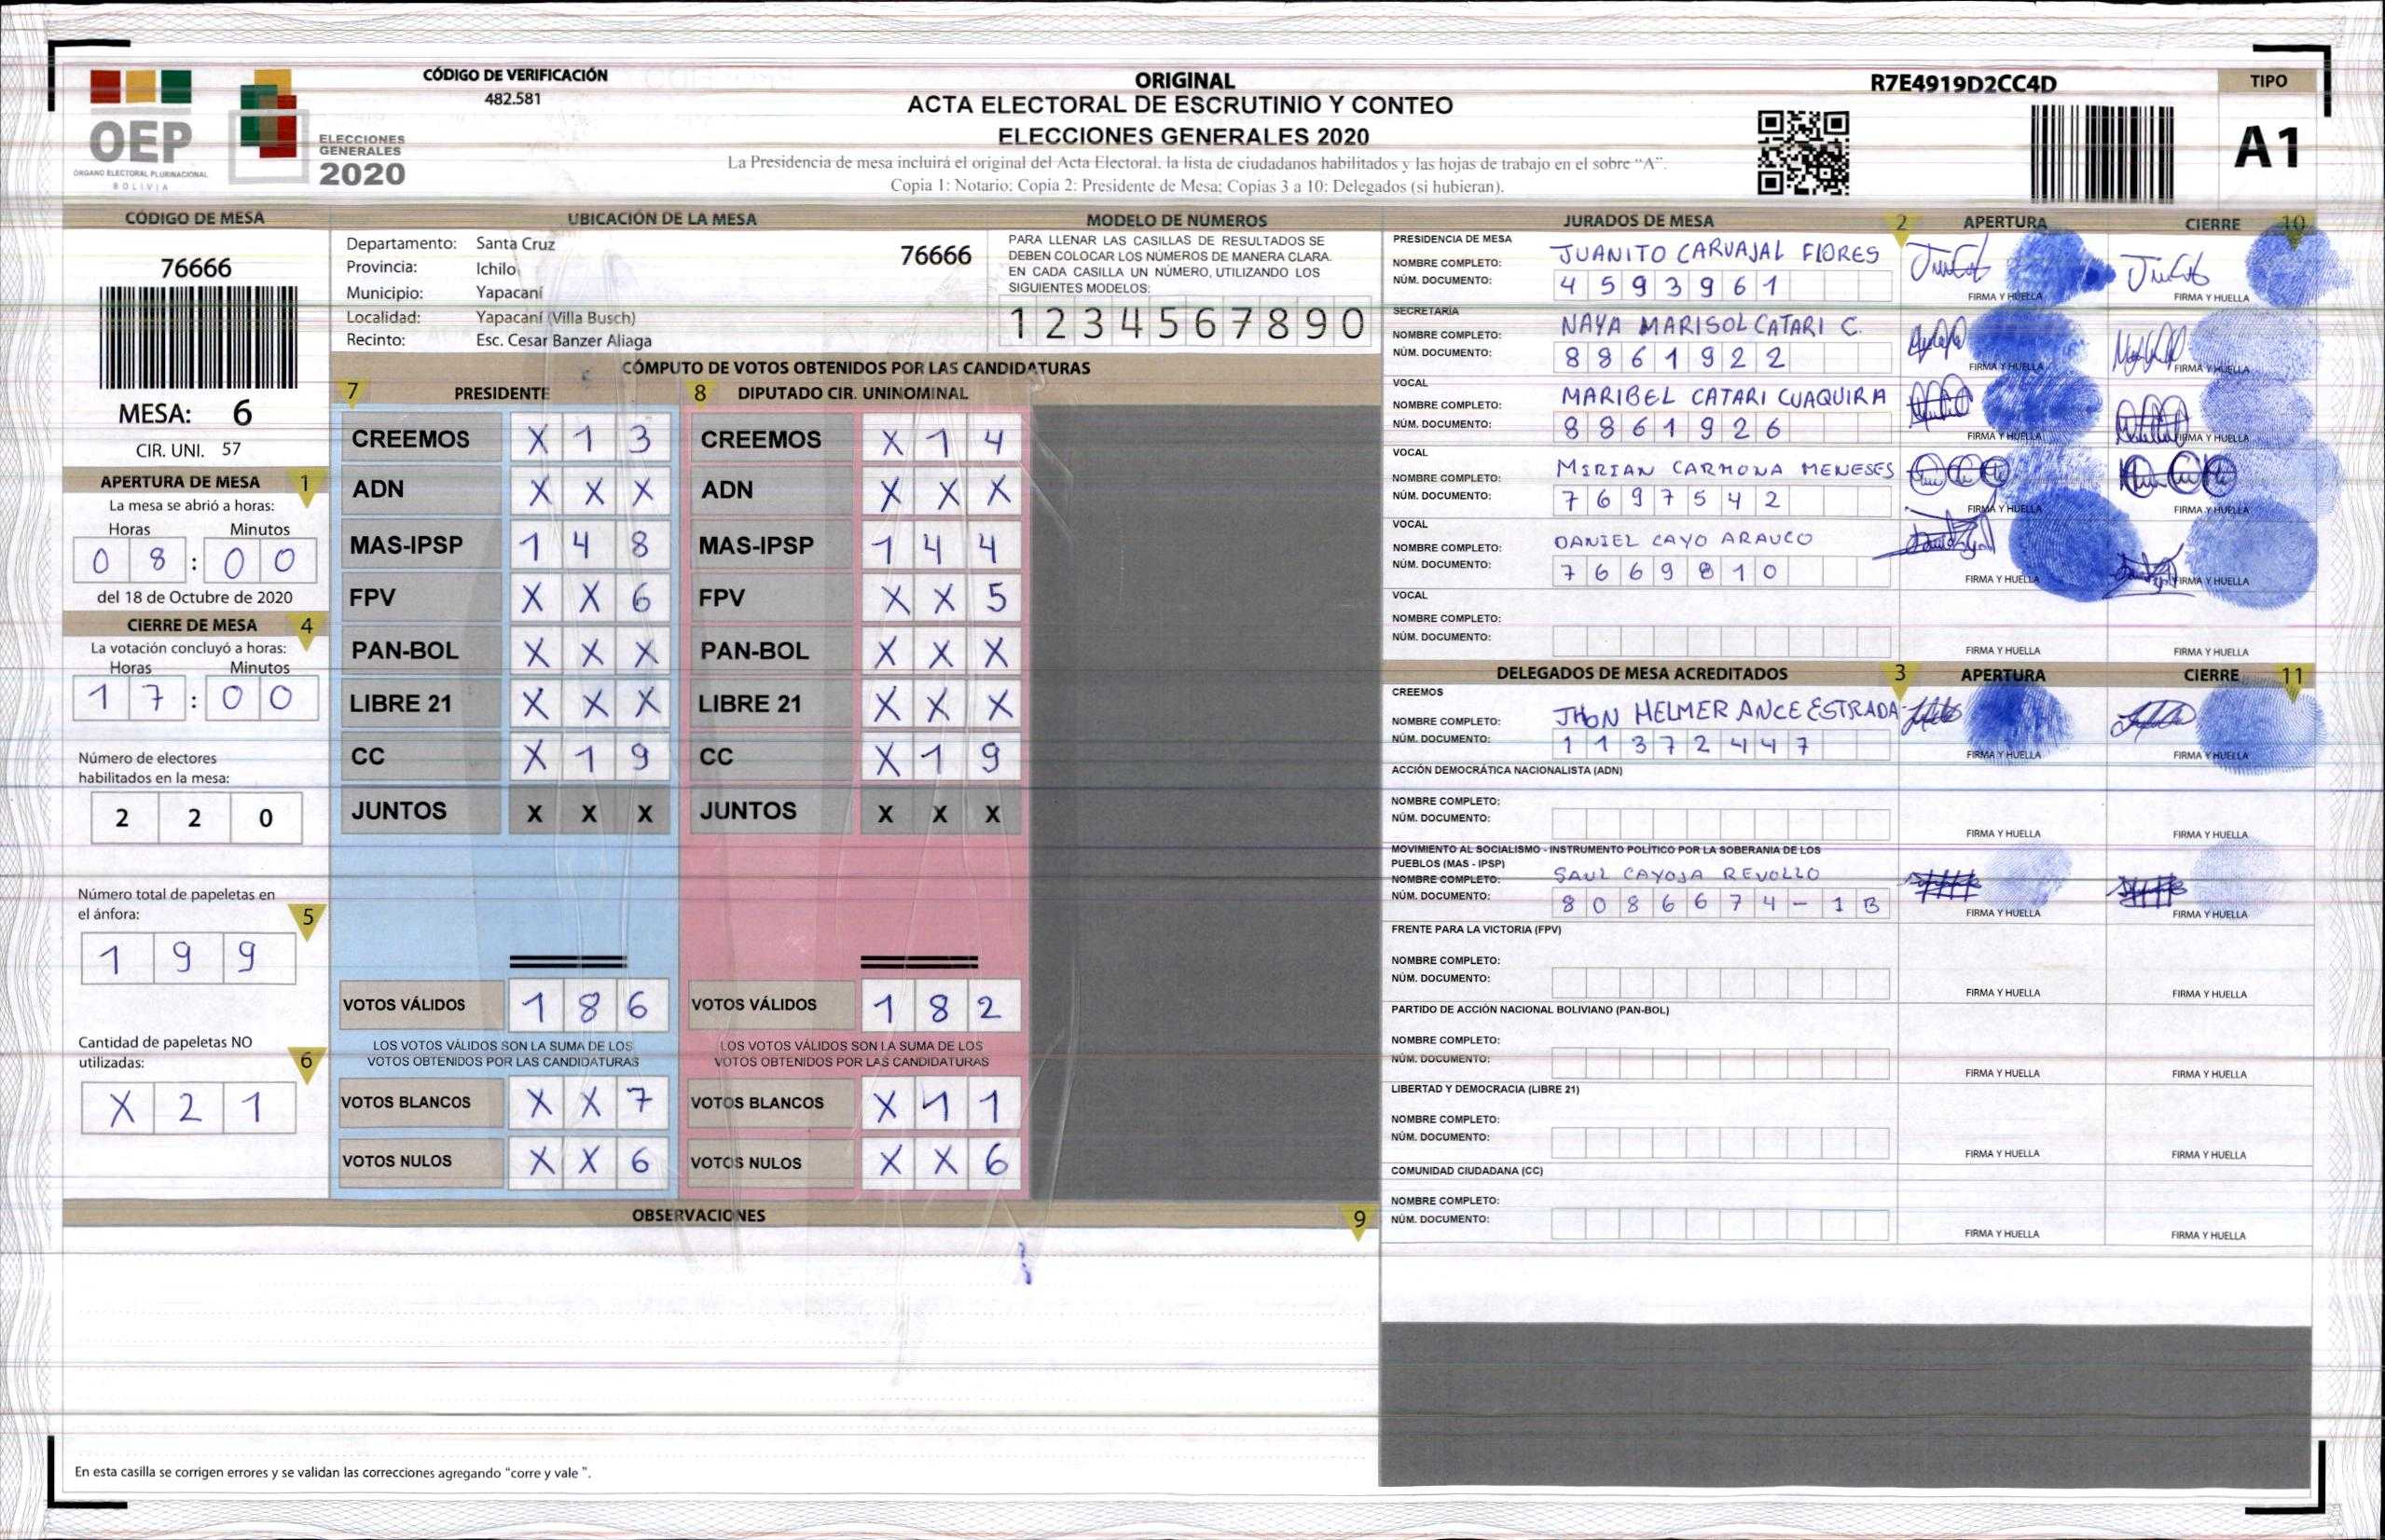 CÓDIGO DE VERIFICACIÓN
482.581
OEP
ÓRGANO ELECTORAL PLURINACIONAL
BOLIVIA
ELECCIONES
GENERALES
2020
ORIGINAL
ACTA ELECTORAL DE ESCRUTINIO Y CONTEO
ELECCIONES GENERALES 2020
La Presidencia de mesa incluirá el original del Acta Electoral, la lista de ciudadanos habilitados y las hojas de trabajo en el sobre “A”.
Copia 1: Notario; Copia 2: Presidente de Mesa; Copias 3 a 10: Delegados (si hubieran).
R7E4919D2CC4D
TIPO
A1
CÓDIGO DE MESA
76666
MESA: 6
CIR. UNI. 57
APERTURA DE MESA 1
La mesa se abrió a horas:
Horas Minutos
0 8 : 0 0
del 18 de Octubre de 2020
CIERRE DE MESA 4
La votación concluyó a horas:
Horas Minutos
1 7 : 0 0
Número de electores
habilitados en la mesa:
2 2 0
Número total de papeletas en
el ánfora: 5
1 9 9
Cantidad de papeletas NO
utilizadas: 6
X 2 1
UBICACIÓN DE LA MESA
Departamento: Santa Cruz
76666
Provincia: Ichilo
Municipio: Yapacaní
Localidad: Yapacaní (Villa Busch)
Recinto: Esc. Cesar Banzer Aliaga
MODELO DE NÚMEROS
PARA LLENAR LAS CASILLAS DE RESULTADOS SE
DEBEN COLOCAR LOS NÚMEROS DE MANERA CLARA.
EN CADA CASILLA UN NÚMERO, UTILIZANDO LOS
SIGUIENTES MODELOS:
1 2 3 4 5 6 7 8 9 0
CÓMPUTO DE VOTOS OBTENIDOS POR LAS CANDIDATURAS
7 PRESIDENTE 8 DIPUTADO CIR. UNINOMINAL
CREEMOS X 1 3 CREEMOS X 1 4
ADN X X X ADN X X X
MAS-IPSP 1 4 8 MAS-IPSP 1 4 4
FPV X X 6 FPV X X 5
PAN-BOL X X X PAN-BOL X X X
LIBRE 21 X X X LIBRE 21 X X X
CC X 1 9 CC X 1 9
JUNTOS X X X JUNTOS X X X
VOTOS VÁLIDOS 1 8 6 VOTOS VÁLIDOS 1 8 2
LOS VOTOS VÁLIDOS SON LA SUMA DE LOS LOS VOTOS VÁLIDOS SON LA SUMA DE LOS
VOTOS OBTENIDOS POR LAS CANDIDATURAS VOTOS OBTENIDOS POR LAS CANDIDATURAS
VOTOS BLANCOS X X 7 VOTOS BLANCOS X 1 1
VOTOS NULOS X X 6 VOTOS NULOS X X 6
OBSERVACIONES 9
En esta casilla se corrigen errores y se validan las correcciones agregando “corre y vale”.
JURADOS DE MESA 2 APERTURA CIERRE 10
PRESIDENCIA DE MESA
NOMBRE COMPLETO: JUANITO CARVAJAL FLORES
NÚM. DOCUMENTO: 4 5 9 3 9 6 1
FIRMA Y HUELLA FIRMA Y HUELLA
SECRETARÍA
NOMBRE COMPLETO: NAYA MARISOL CATARI C.
NÚM. DOCUMENTO: 8 8 6 1 9 2 2
FIRMA Y HUELLA FIRMA Y HUELLA
VOCAL
NOMBRE COMPLETO: MARIBEL CATARI CUAQUIRA
NÚM. DOCUMENTO: 8 8 6 1 9 2 6
FIRMA Y HUELLA FIRMA Y HUELLA
VOCAL
NOMBRE COMPLETO: MIRIAN CARMONA MENESES
NÚM. DOCUMENTO: 7 6 9 7 5 4 2
FIRMA Y HUELLA FIRMA Y HUELLA
VOCAL
NOMBRE COMPLETO: DANIEL CAYO ARAUCO
NÚM. DOCUMENTO: 7 6 6 9 8 1 0
FIRMA Y HUELLA FIRMA Y HUELLA
VOCAL
NOMBRE COMPLETO:
NÚM. DOCUMENTO:
FIRMA Y HUELLA FIRMA Y HUELLA
DELEGADOS DE MESA ACREDITADOS 3 APERTURA CIERRE 11
CREEMOS
NOMBRE COMPLETO: JHON HELMER ANCE ESTRADA
NÚM. DOCUMENTO: 1 1 3 7 2 4 4 7
FIRMA Y HUELLA FIRMA Y HUELLA
ACCIÓN DEMOCRÁTICA NACIONALISTA (ADN)
NOMBRE COMPLETO:
NÚM. DOCUMENTO:
FIRMA Y HUELLA FIRMA Y HUELLA
MOVIMIENTO AL SOCIALISMO - INSTRUMENTO POLÍTICO POR LA SOBERANIA DE LOS
PUEBLOS (MAS - IPSP)
NOMBRE COMPLETO: SAUL CAYOJA REVOLLO
NÚM. DOCUMENTO: 8 0 8 6 6 7 4 - 1 B
FIRMA Y HUELLA FIRMA Y HUELLA
FRENTE PARA LA VICTORIA (FPV)
NOMBRE COMPLETO:
NÚM. DOCUMENTO:
FIRMA Y HUELLA FIRMA Y HUELLA
PARTIDO DE ACCIÓN NACIONAL BOLIVIANO (PAN-BOL)
NOMBRE COMPLETO:
NÚM. DOCUMENTO:
FIRMA Y HUELLA FIRMA Y HUELLA
LIBERTAD Y DEMOCRACIA (LIBRE 21)
NOMBRE COMPLETO:
NÚM. DOCUMENTO:
FIRMA Y HUELLA FIRMA Y HUELLA
COMUNIDAD CIUDADANA (CC)
NOMBRE COMPLETO:
NÚM. DOCUMENTO:
FIRMA Y HUELLA FIRMA Y HUELLA